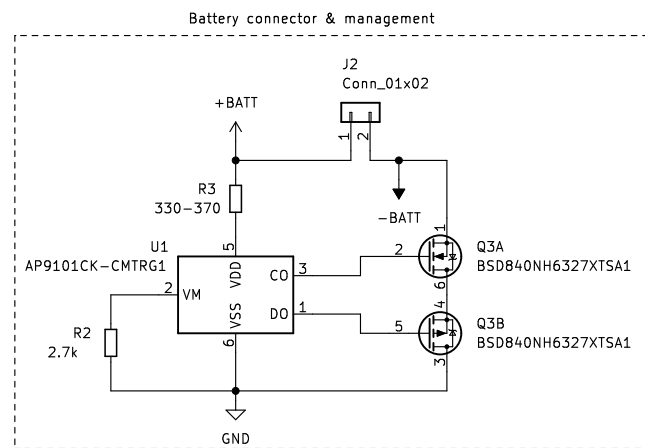 Battery connector & management
J2
Conn_01x02
+BATT
1
2
R3
330-370
-BATT
U1
AP9101CK-CMTRG1
5
VDD
1
Q3A
BSD840NH6327XTSA1
2
3
CO
2
VM
6
VSS
DO
1
4
5
Q3B
BSD840NH6327XTSA1
R2
2.7k
6
3
GND